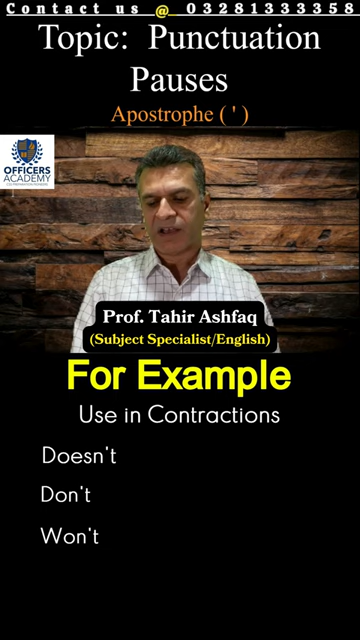 Contact us @ 03281333358
Topic: Punctuation
Pauses
Apostrophe ( ' )
OFFICERS
ACADEMY
Prof. Tahir Ashfaq
(Subject Specialist/English)
For Example
Use in Contractions
Doesn't
Don't
Won't